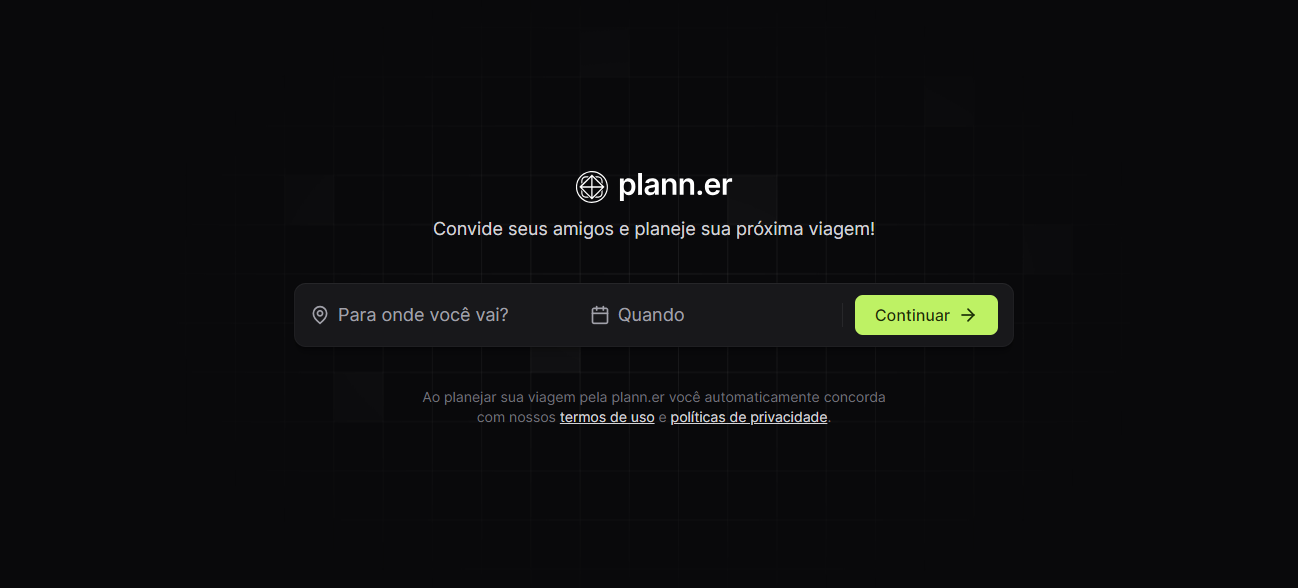 plann.er
Convide seus amigos e planeje sua próxima viagem!
Para onde você vai?
Quando
Continuar
Ao planejar sua viagem pela plann.er você automaticamente concorda
com nossos termos de uso e políticas de privacidade.